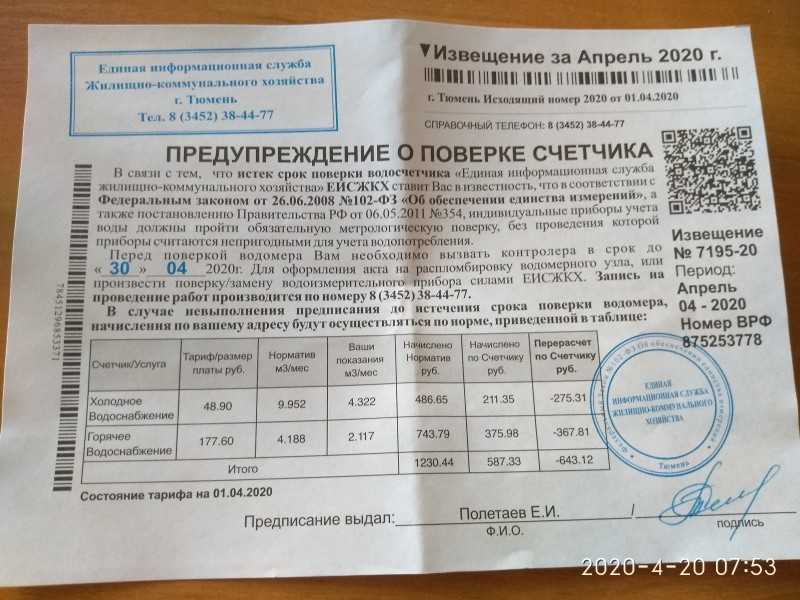 Единая информационная служба
Жилищно-коммунального хозяйства
г. Тюмень
Тел. 8 (3452) 38-44-77
▼Извещение за Апрель 2020 г.
г. Тюмень Исходящий номер 2020 от 01.04.2020
СПРАВОЧНЫЙ ТЕЛЕФОН: 8 (3452) 38-44-77
ПРЕДУПРЕЖДЕНИЕ О ПОВЕРКЕ СЧЕТЧИКА
В связи с тем, что истек срок поверки водосчетчика «Единая информационная служба
жилищно-коммунального хозяйства» ЕИСЖКХ ставит Вас в известность, что в соответствии с
Федеральным законом от 26.06.2008 №102-ФЗ «Об обеспечении единства измерений», а
также постановлению Правительства РФ от 06.05.2011 №354, индивидуальные приборы учета
воды должны пройти обязательную метрологическую поверку, без проведения которой
приборы считаются непригодными для учета водопотребления.
Перед поверкой водомера Вам необходимо вызвать контролера в срок до
« 30 » 04 2020г. Для оформления акта на распломбировку водомерного узла, или
произвести поверку/замену водоизмерительного прибора силами ЕИСЖКХ. Запись на
проведение работ производится по номеру 8 (3452) 38-44-77.
В случае невыполнения предписания до истечения срока поверки водомера,
начисления по вашему адресу будут осуществляться по норме, приведенной в таблице:
Извещение
№ 7195-20
Период:
Апрель
04 - 2020
Номер ВРФ
875253778
7843129685337​1
Счетчик/Услуга Тариф/размер платы руб. Норматив м3/мес Ваши показания м3/мес Начислено Норматив руб. Начислено по Счетчику руб. Перерасчет по Счетчику руб.
Холодное Водоснабжение 48.90 9.952 4.322 486.65 211.35 -275.31
Горячее Водоснабжение 177.60 4.188 2.117 743.79 375.98 -367.81
Итого 1230.44 587.33 -643.12
Состояние тарифа на 01.04.2020
ЕДИНАЯ
ИНФОРМАЦИОННАЯ СЛУЖБА
ЖИЛИЩНО-КОММУНАЛЬНОГО
ХОЗЯЙСТВА
Тюмень
Предписание выдал: Полетаев Е.И. /
Ф.И.О.
подпись
2020-4-20 07:53